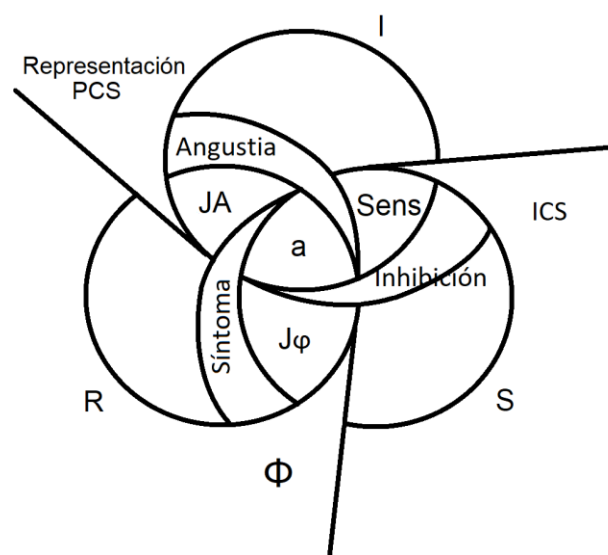 I
Representación
PCS
Angustia
JA
Sens
ICS
a
Inhibición
Síntoma
Jφ
R
S
Φ